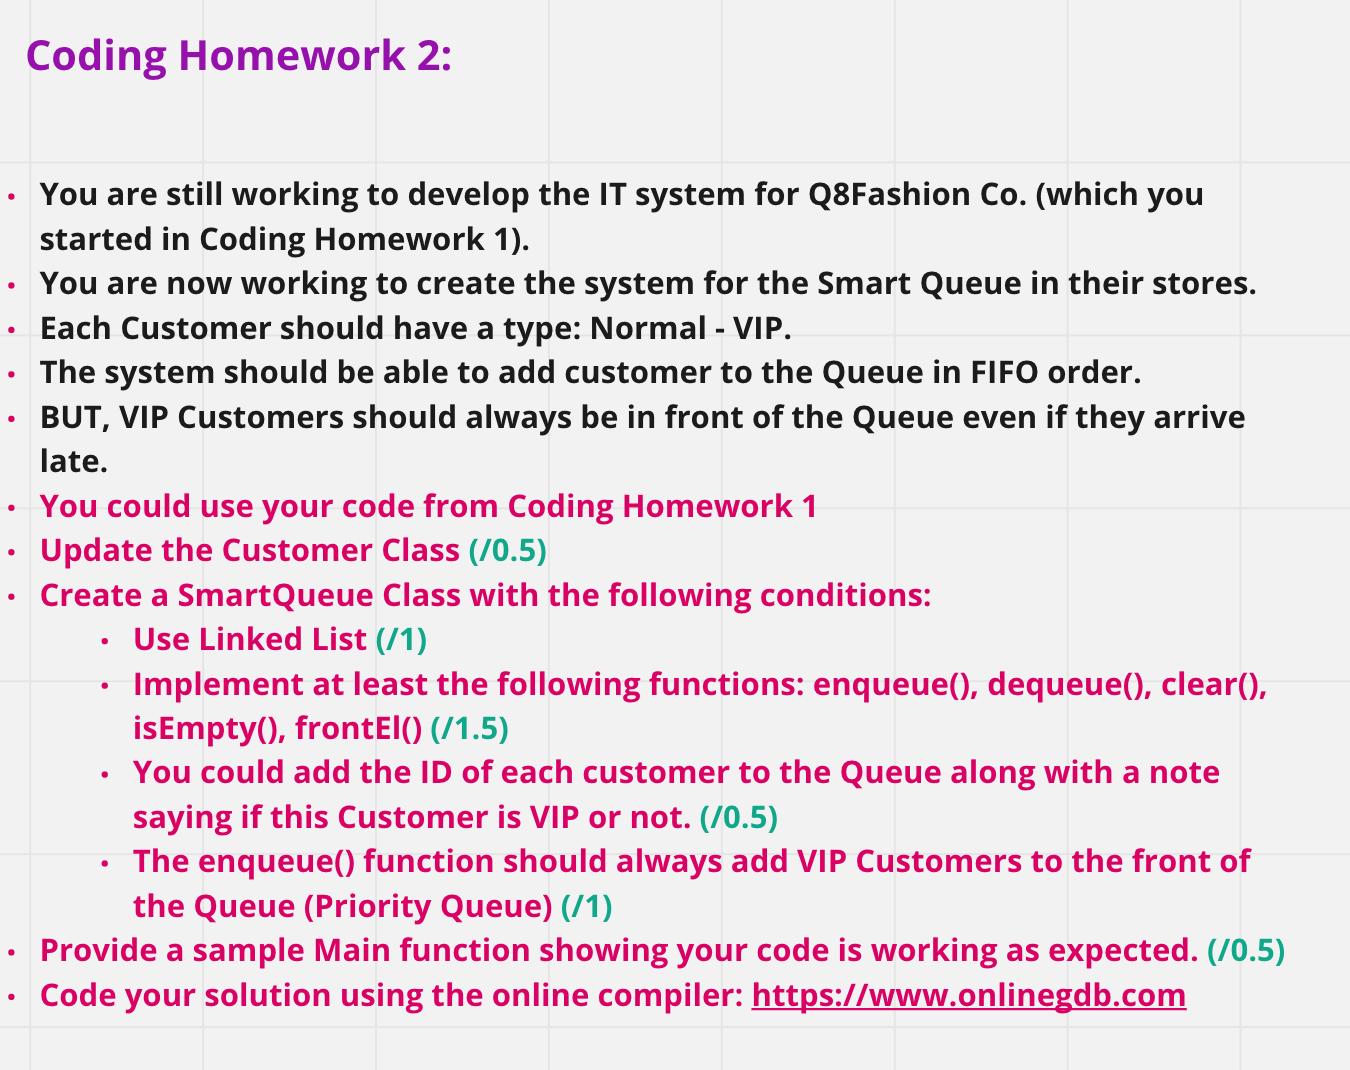 Coding Homework 2:
• You are still working to develop the IT system for Q8Fashion Co. (which you
started in Coding Homework 1).
• You are now working to create the system for the Smart Queue in their stores.
• Each Customer should have a type: Normal - VIP.
• The system should be able to add customer to the Queue in FIFO order.
• BUT, VIP Customers should always be in front of the Queue even if they arrive
late.
• You could use your code from Coding Homework 1
• Update the Customer Class (/0.5)
• Create a SmartQueue Class with the following conditions:
• Use Linked List (/1)
• Implement at least the following functions: enqueue(), dequeue(), clear(),
isEmpty(), frontEl() (/1.5)
• You could add the ID of each customer to the Queue along with a note
saying if this Customer is VIP or not. (/0.5)
• The enqueue() function should always add VIP Customers to the front of
the Queue (Priority Queue) (/1)
• Provide a sample Main function showing your code is working as expected. (/0.5)
• Code your solution using the online compiler: https://www.onlinegdb.com